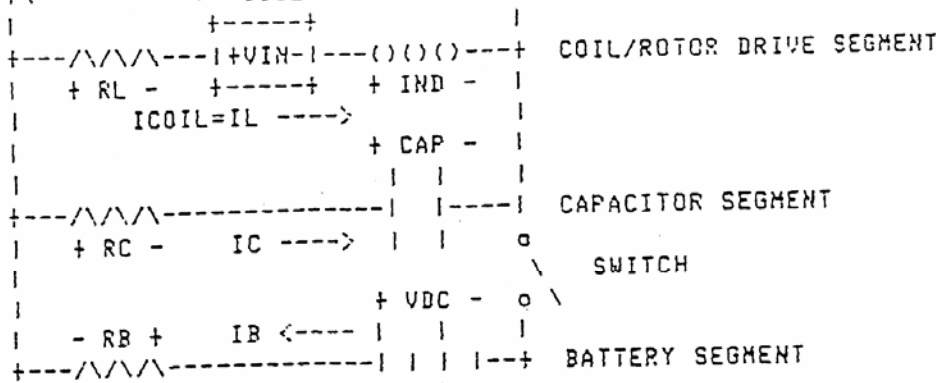 +VIN- COIL/ROTOR DRIVE SEGMENT
+ RL - + IND -
ICOIL=IL ---->
+ CAP -
CAPACITOR SEGMENT
+ RC - IC ---->
SWITCH
+ VDC -
- RB + IB <----
BATTERY SEGMENT